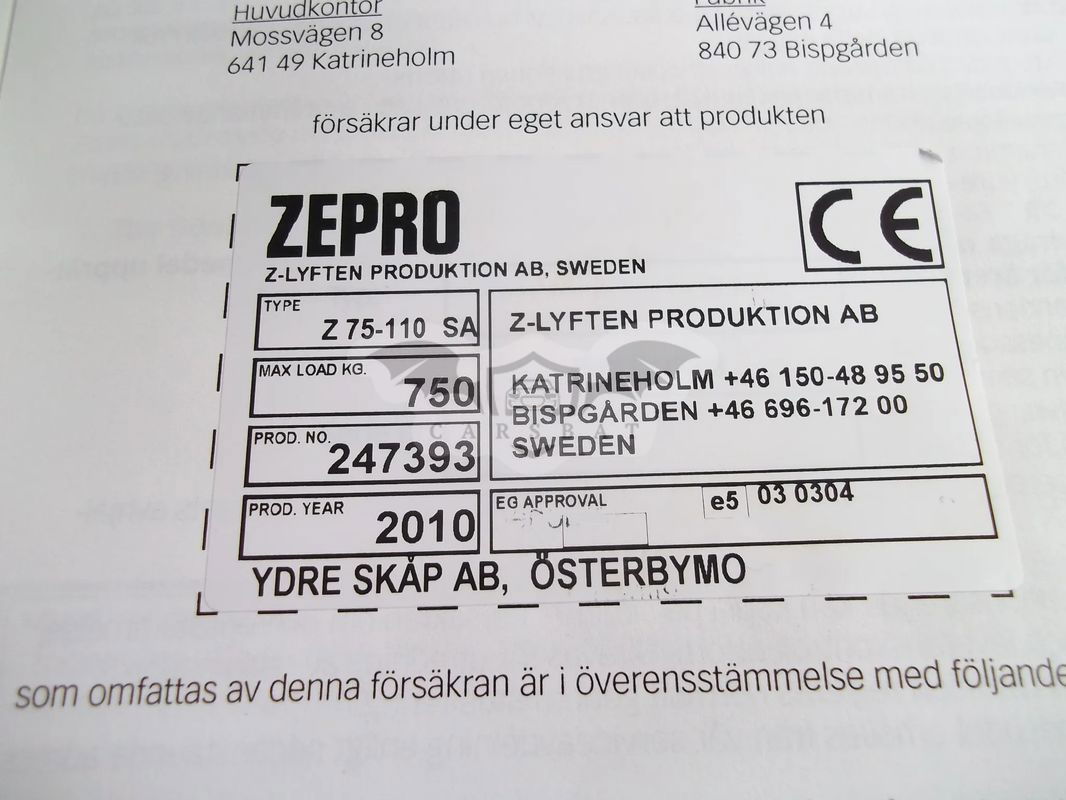 Huvudkontor
Mossvägen 8
641 49 Katrineholm
Fabrik
Allévägen 4
840 73 Bispgården
försäkrar under eget ansvar att produkten
ZEPRO
CE
Z-LYFTEN PRODUKTION AB, SWEDEN
TYPE
Z 75-110 SA
MAX LOAD KG.
750
PROD. NO.
247393
PROD. YEAR
2010
Z-LYFTEN PRODUKTION AB
KATRINEHOLM +46 150-48 95 50
BISPGÅRDEN +46 696-172 00
SWEDEN
EG APPROVAL
e5 03 0304
YDRE SKÅP AB, ÖSTERBYMO
CARSBAT
som omfattas av denna försäkran är i överensstämmelse med följande